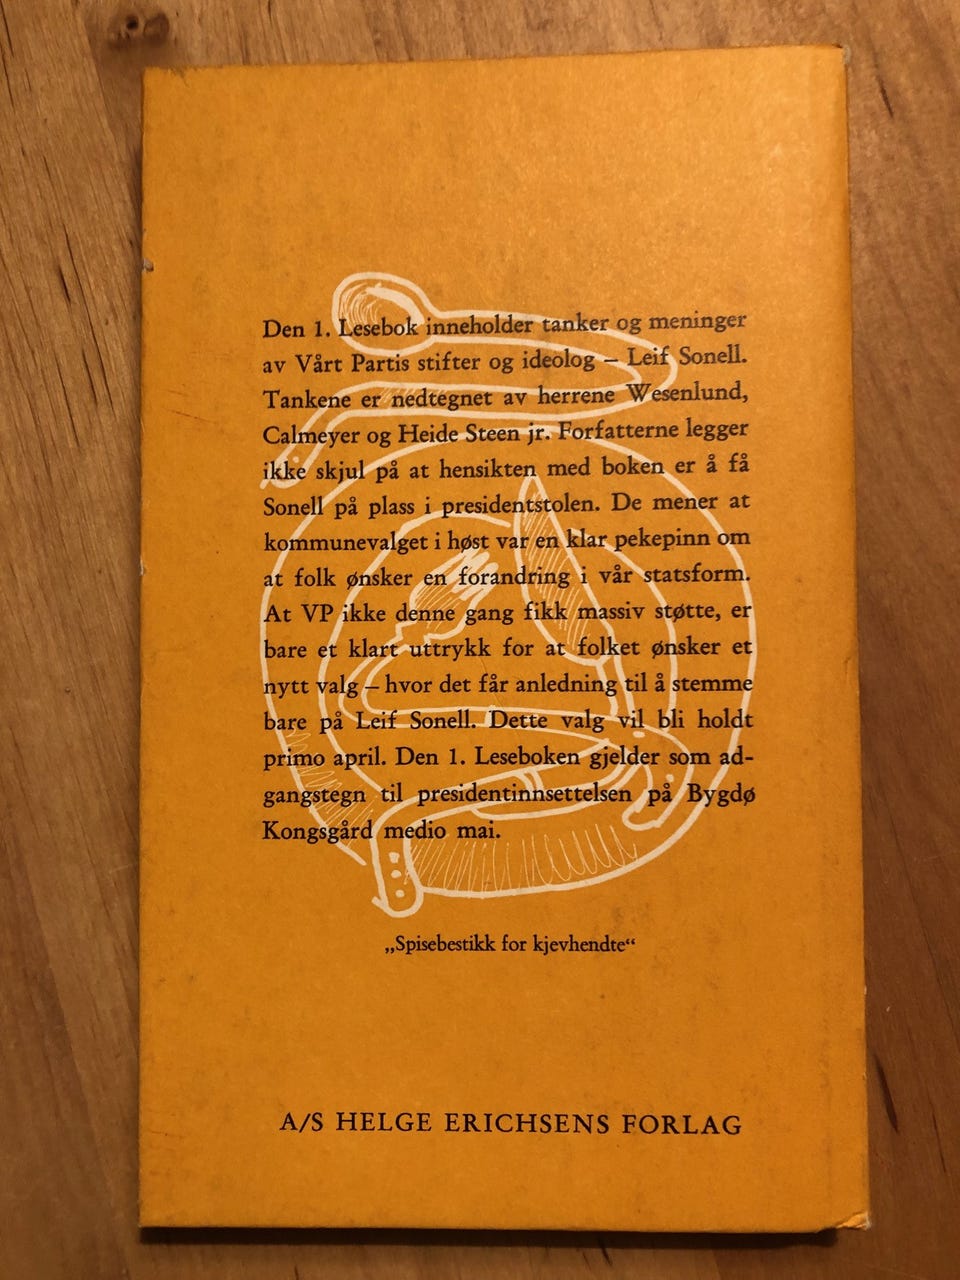 Den 1. Lesebok inneholder tanker og meninger
av Vårt Partis stifter og ideolog – Leif Sonell.
Tankene er nedtegnet av herrene Wesenlund,
Calmeyer og Heide Steen jr. Forfatterne legger
ikke skjul på at hensikten med boken er å få
Sonell på plass i presidentstolen. De mener at
kommunevalget i høst var en klar pekepinn om
at folk ønsker en forandring i vår statsform.
At VP ikke denne gang fikk massiv støtte, er
bare et klart uttrykk for at folket ønsker et
nytt valg – hvor det får anledning til å stemme
bare på Leif Sonell. Dette valg vil bli holdt
primo april. Den 1. Leseboken gjelder som ad-
gangstegn til presidentinnsettelsen på Bygdø
Kongsgård medio mai.
„Spisebestikk for kjevhendte“
A/S HELGE ERICHSENS FORLAG